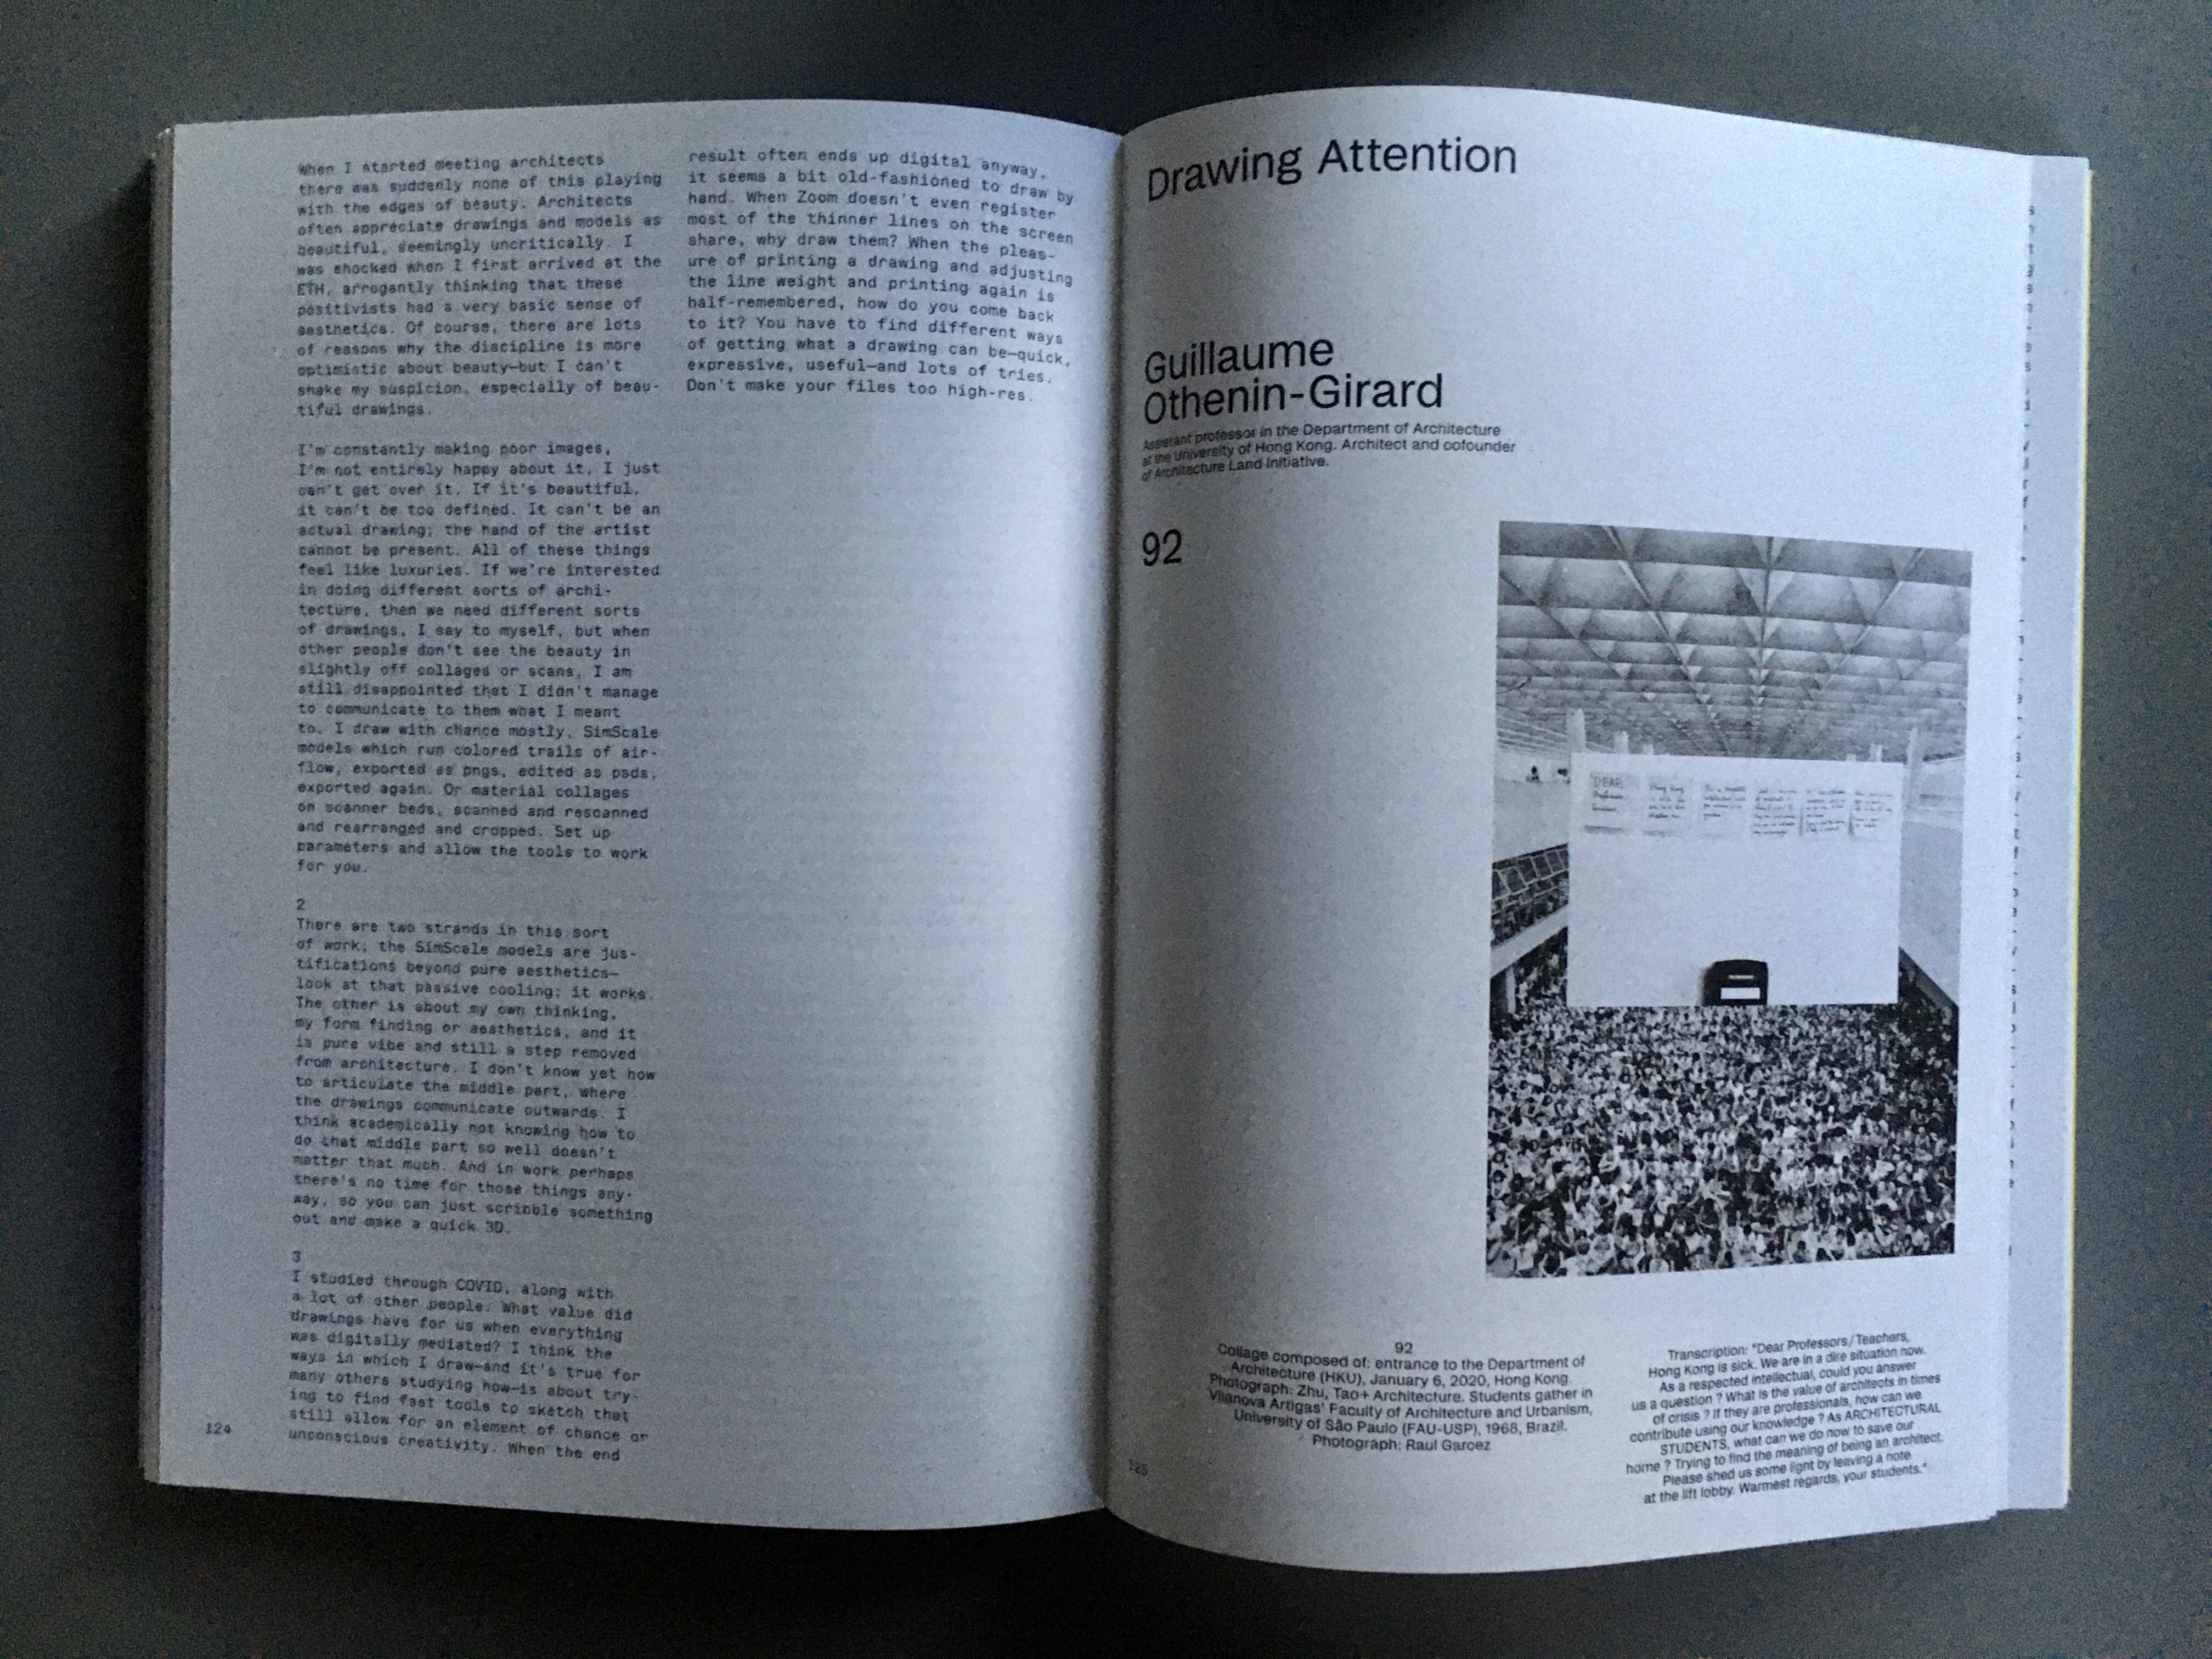 When I started meeting architects
there was suddenly none of this playing
with the edges of beauty. Architects
often appreciate drawings and models as
beautiful, seemingly uncritically. I
was shocked when I first arrived at the
ETH, arrogantly thinking that these
positivists had a very basic sense of
aesthetics. Of course, there are lots
of reasons why the discipline is more
optimistic about beauty—but I can't
shake my suspicion, especially of beau-
tiful drawings.
I'm constantly making poor images,
I'm not entirely happy about it, I just
can't get over it. If it's beautiful,
it can't be too defined. It can't be an
actual drawing; the hand of the artist
cannot be present. All of these things
feel like luxuries. If we're interested
in doing different sorts of archi-
tecture, then we need different sorts
of drawings, I say to myself, but when
other people don't see the beauty in
slightly off collages or scans, I am
still disappointed that I didn't manage
to communicate to them what I meant
to. I draw with chance mostly. SimScale
models which run colored trails of air-
flow, exported as pngs, edited as psds,
exported again. Or material collages
on scanner beds, scanned and rescanned
and rearranged and cropped. Set up
parameters and allow the tools to work
for you.
2
There are two strands in this sort
of work; the SimScale models are jus-
tifications beyond pure aesthetics—
look at that passive cooling; it works.
The other is about my own thinking,
my form finding or aesthetics, and it
is pure vibe and still a step removed
from architecture. I don't know yet how
to articulate the middle part, where
the drawings communicate outwards. I
think academically not knowing how to
do that middle part so well doesn't
matter that much. And in work perhaps
there's no time for those things any-
way, so you can just scribble something
out and make a quick 3D.
3
I studied through COVID, along with
a lot of other people. What value did
drawings have for us when everything
was digitally mediated? I think the
ways in which I draw—and it's true for
many others studying now—is about try-
ing to find fast tools to sketch that
still allow for an element of chance or
unconscious creativity. When the end
124
result often ends up digital anyway,
it seems a bit old-fashioned to draw by
hand. When Zoom doesn't even register
most of the thinner lines on the screen
share, why draw them? When the pleas-
ure of printing a drawing and adjusting
the line weight and printing again is
half-remembered, how do you come back
to it? You have to find different ways
of getting what a drawing can be—quick,
expressive, useful—and lots of tries.
Don't make your files too high-res.
Drawing Attention
Guillaume
Othenin-Girard
Assistant professor in the Department of Architecture
at the University of Hong Kong. Architect and cofounder
of Architecture Land Initiative.
92
DEAR
92
Collage composed of: entrance to the Department of
Architecture (HKU), January 6, 2020, Hong Kong.
Photograph: Zhu, Tao+ Architecture. Students gather in
Vilanova Artigas' Faculty of Architecture and Urbanism,
University of São Paulo (FAU-USP), 1968, Brazil.
Photograph: Raul Garcez
Transcription: "Dear Professors/Teachers,
Hong Kong is sick. We are in a dire situation now.
As a respected intellectual, could you answer
us a question ? What is the value of architects in times
of crisis ? If they are professionals, how can we
contribute using our knowledge ? As ARCHITECTURAL
STUDENTS, what can we do now to save our
home ? Trying to find the meaning of being an architect.
Please shed us some light by leaving a note
at the lift lobby. Warmest regards, your students."
125